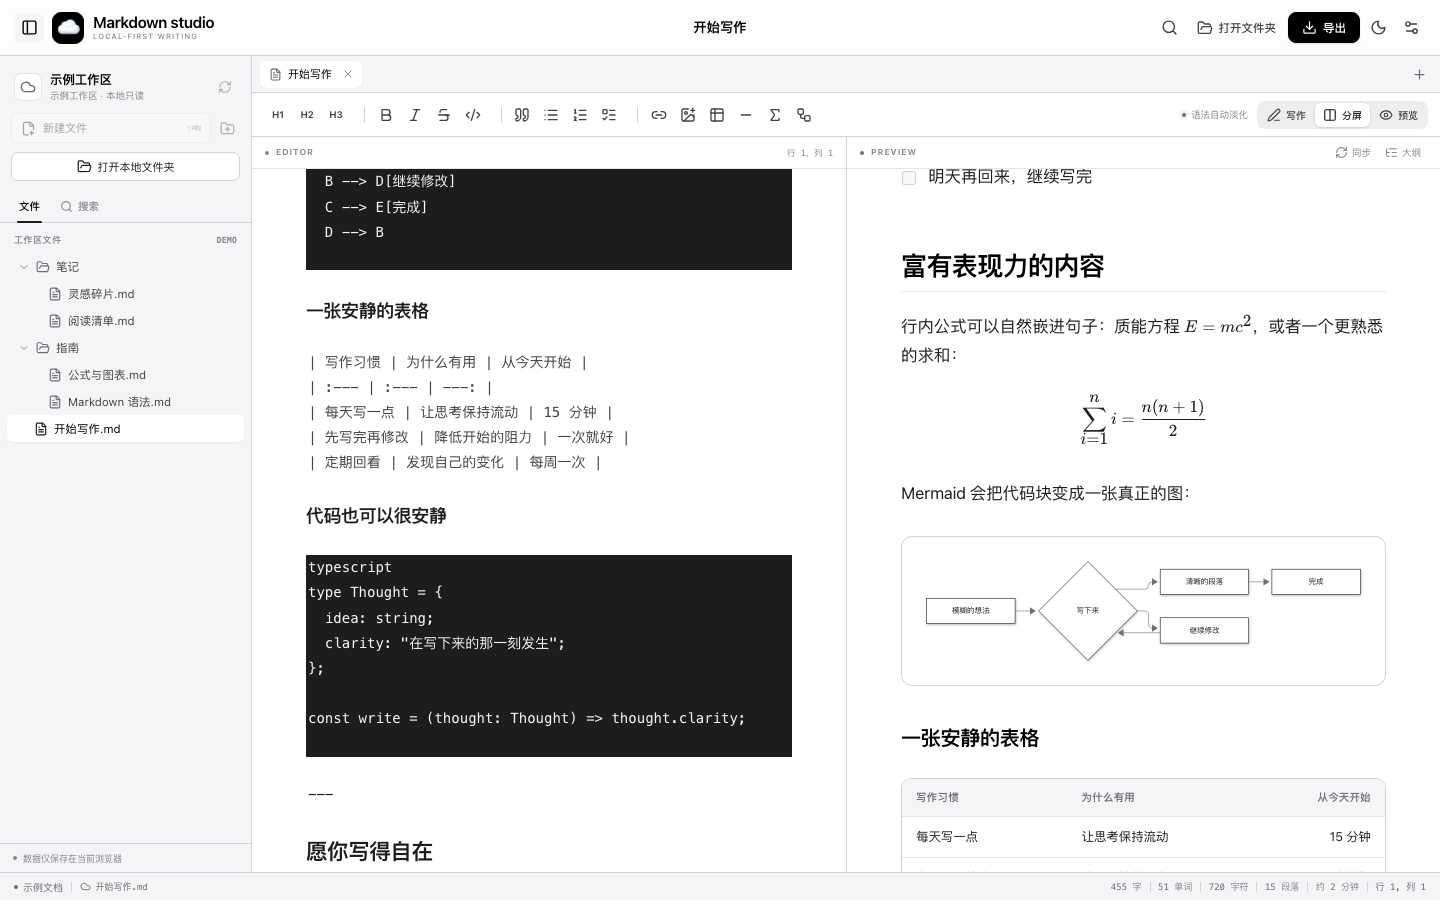 Markdown studio
LOCAL-FIRST WRITING
开始写作
打开文件夹
导出
示例工作区
示例工作区 · 本地只读
新建文件
打开本地文件夹
文件
搜索
工作区文件
DEMO
笔记
灵感碎片.md
阅读清单.md
指南
公式与图表.md
Markdown 语法.md
开始写作.md
数据仅保存在当前浏览器
开始写作
H1 H2 H3
语法自动淡化
写作
分屏
预览
EDITOR
行 1, 列 1
B --> D[继续修改]
C --> E[完成]
D --> B
一张安静的表格
| 写作习惯 | 为什么有用 | 从今天开始 |
| :--- | :--- | ---: |
| 每天写一点 | 让思考保持流动 | 15 分钟 |
| 先写完再修改 | 降低开始的阻力 | 一次就好 |
| 定期回看 | 发现自己的变化 | 每周一次 |
代码也可以很安静
typescript
type Thought = {
idea: string;
clarity: "在写下来的那一刻发生";
};
const write = (thought: Thought) => thought.clarity;
---
愿你写得自在
PREVIEW
同步
大纲
明天再回来，继续写完
富有表现力的内容
行内公式可以自然嵌进句子：质能方程 E = mc²，或者一个更熟悉
的求和：
∑_{i=1}^{n} i = n(n + 1) / 2
Mermaid 会把代码块变成一张真正的图：
模糊的想法
写下来
清晰的段落
完成
继续修改
一张安静的表格
写作习惯 为什么有用 从今天开始
每天写一点 让思考保持流动 15 分钟
示例文档
开始写作.md
455 字
51 单词
720 字符
15 段落
约 2 分钟
行 1, 列 1